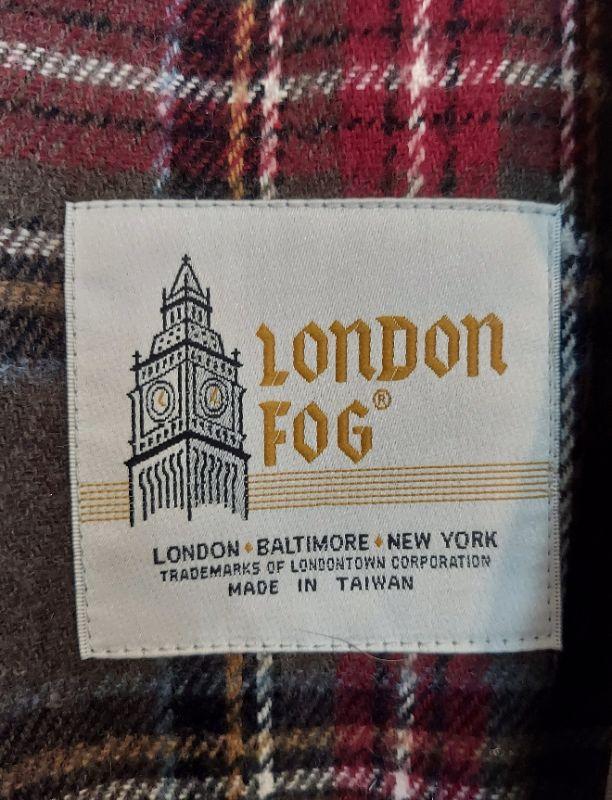 LONDON
FOG®
LONDON ♦ BALTIMORE ♦ NEW YORK
TRADEMARKS OF LONDONTOWN CORPORATION
MADE IN TAIWAN